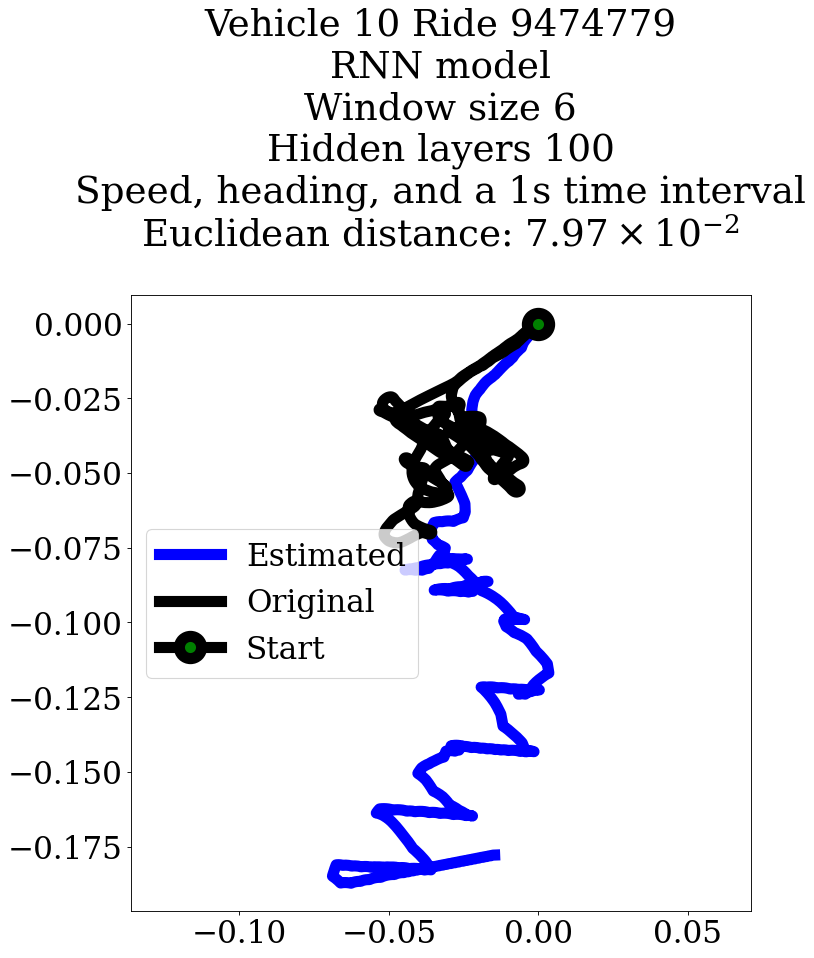 Vehicle 10 Ride 9474779
RNN model
Window size 6
Hidden layers 100
Speed, heading, and a 1s time interval
Euclidean distance: 7.97 × 10⁻²
0.000
−0.025
−0.050
−0.075
−0.100
−0.125
−0.150
−0.175
Estimated
Original
Start
−0.10 −0.05 0.00 0.05